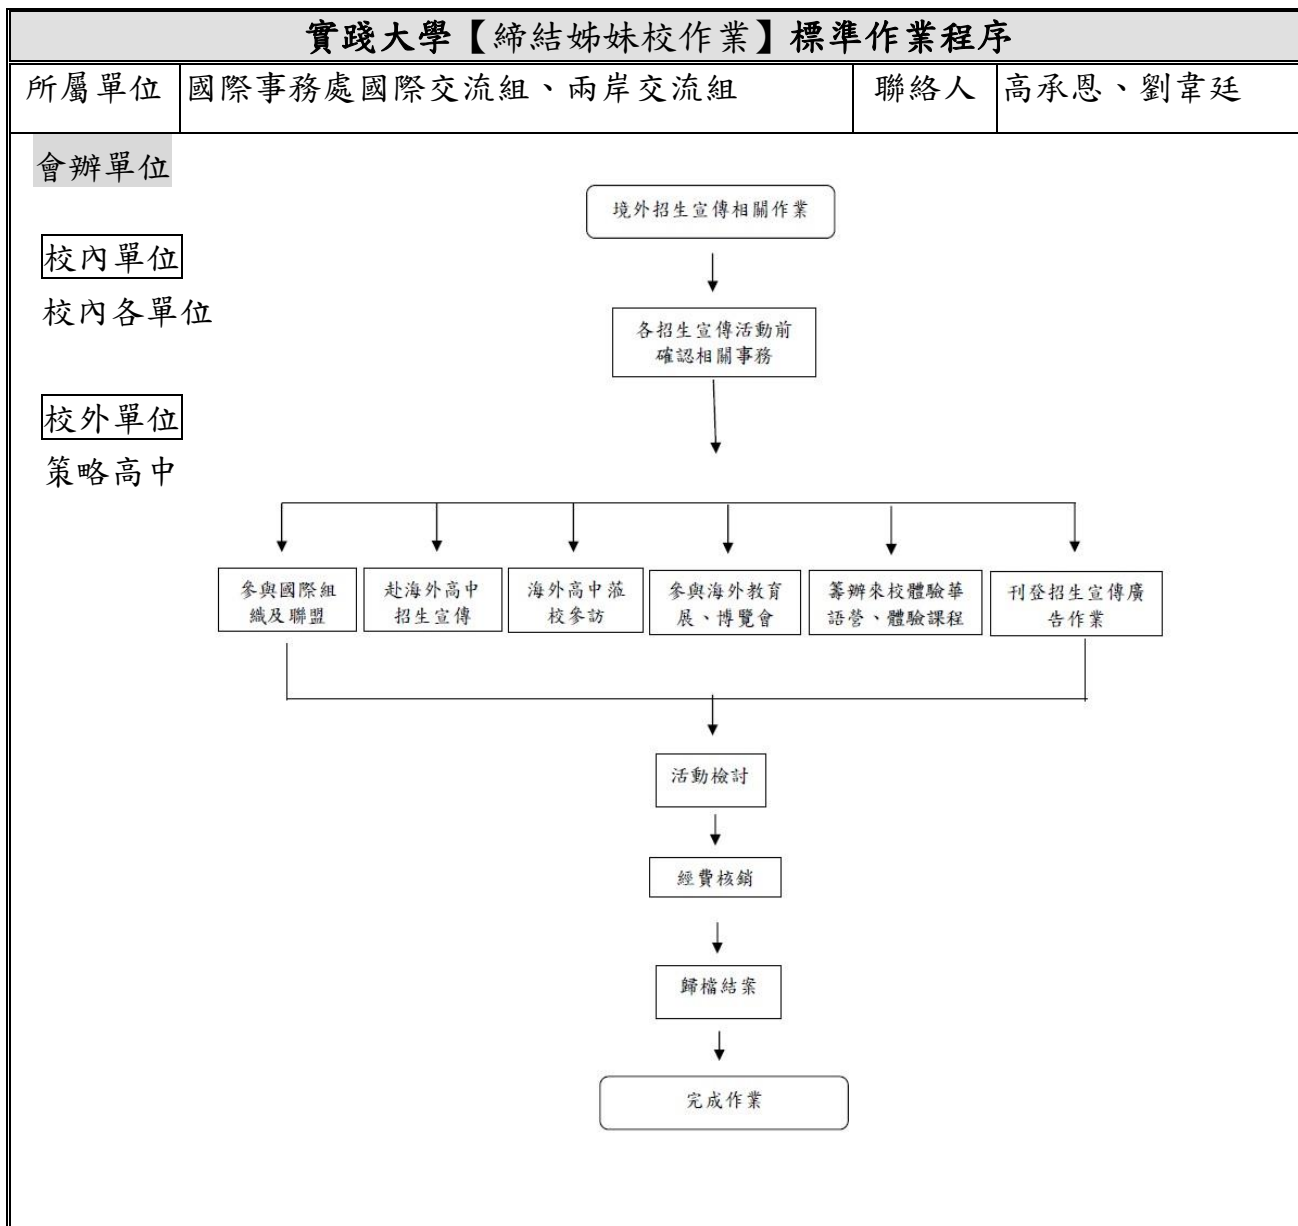 實踐大學【締結姊妹校作業】標準作業程序
所屬單位 國際事務處國際交流組、兩岸交流組 聯絡人 高承恩、劉韋廷
會辦單位
校內單位
校內各單位
校外單位
策略高中
境外招生宣傳相關作業
各招生宣傳活動前
確認相關事務
參與國際組
織及聯盟
赴海外高中
招生宣傳
海外高中蒞
校參訪
參與海外教育
展、博覽會
籌辦來校體驗華
語營、體驗課程
刊登招生宣傳廣
告作業
活動檢討
經費核銷
歸檔結案
完成作業